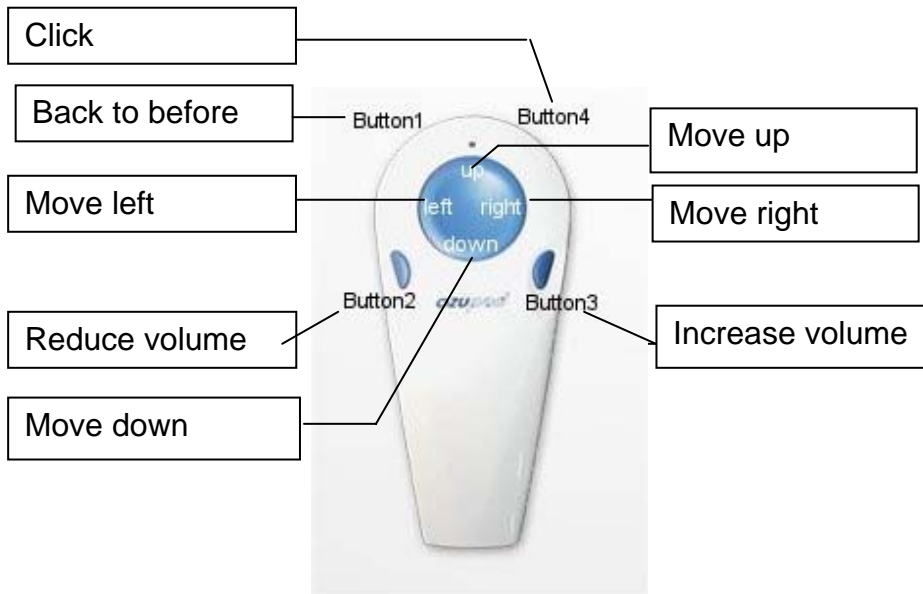 Click
Back to before
Button1
Button4
Move up
up
Move left
left
right
Move right
down
Button2
Button3
Reduce volume
Increase volume
Move down